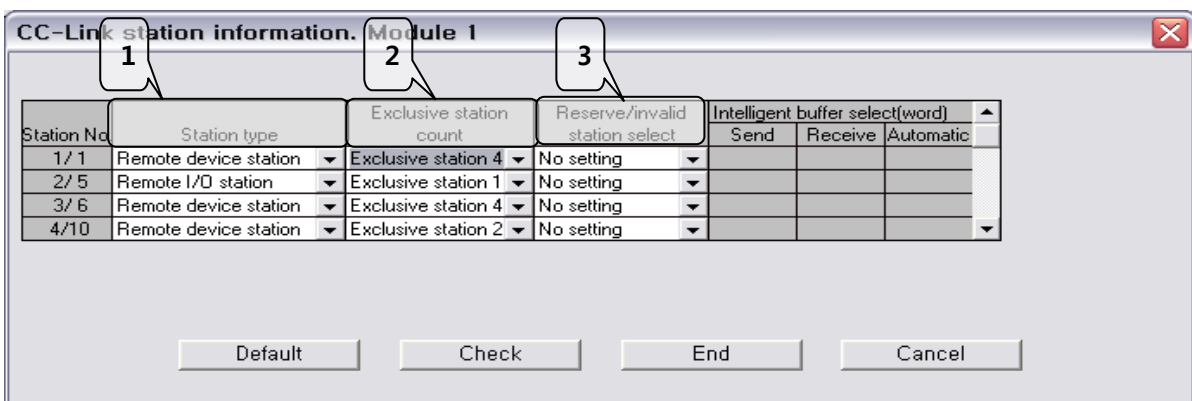 CC-Link station information. Module 1
1 2 3
Station No Station type Exclusive station count Reserve/invalid station select Intelligent buffer select(word)
Send Receive Automatic
1/ 1 Remote device station Exclusive station 4 No setting
2/ 5 Remote I/O station Exclusive station 1 No setting
3/ 6 Remote device station Exclusive station 4 No setting
4/10 Remote device station Exclusive station 2 No setting
Default Check End Cancel